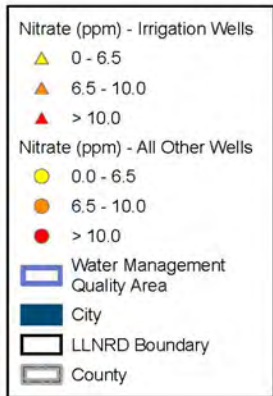 Nitrate (ppm) - Irrigation Wells
0 - 6.5
6.5 - 10.0
> 10.0
Nitrate (ppm) - All Other Wells
0.0 - 6.5
6.5 - 10.0
> 10.0
Water Management
Quality Area
City
LLNRD Boundary
County